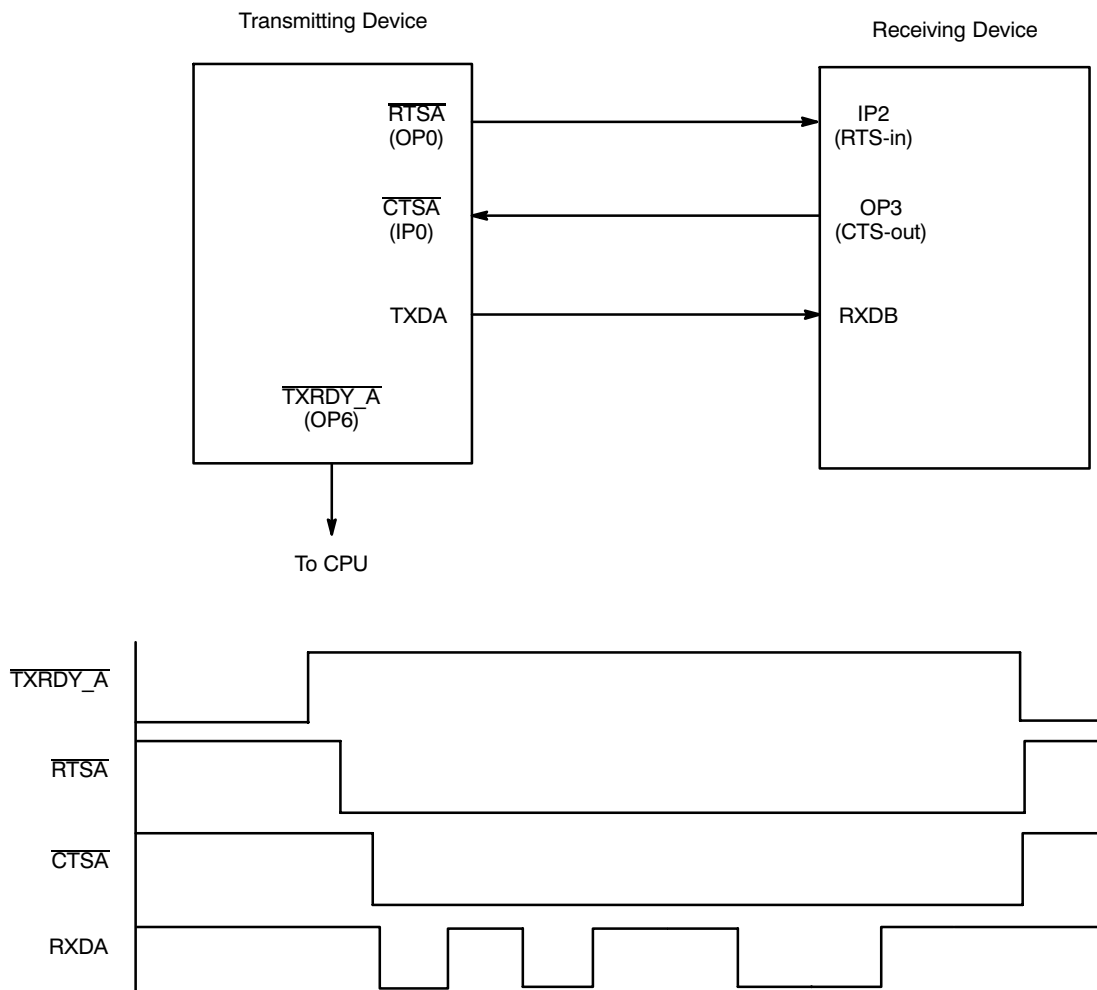 Transmitting Device
Receiving Device
RTSA
(OP0)
IP2
(RTS-in)
CTSA
(IP0)
OP3
(CTS-out)
TXDA
RXDB
TXRDY_A
(OP6)
To CPU
TXRDY_A
RTSA
CTSA
RXDA